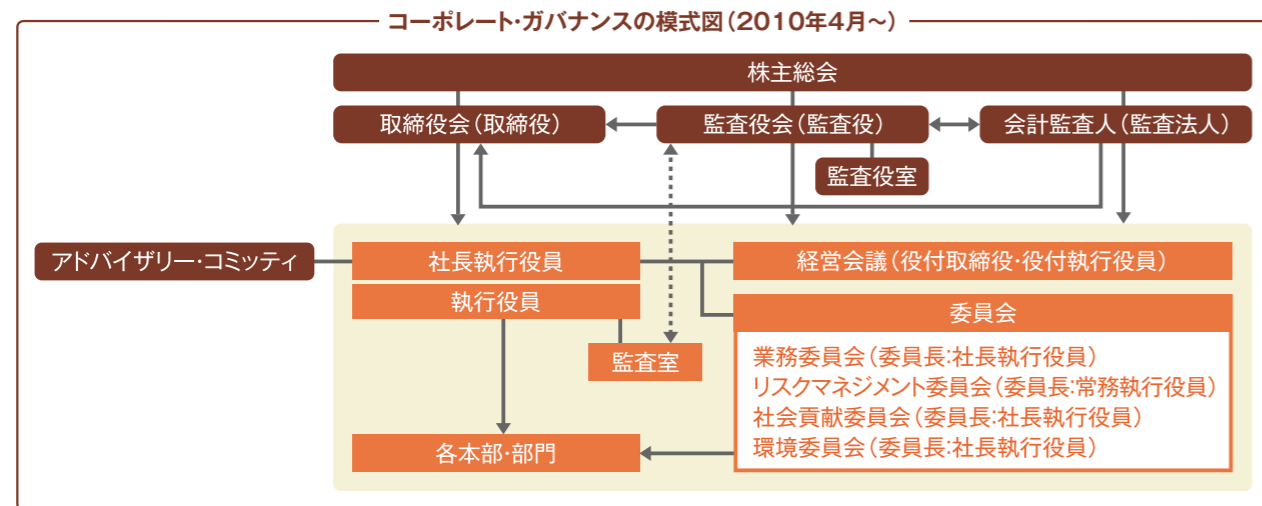 コーポレート・ガバナンスの模式図（2010年4月～）
株主総会
取締役会（取締役）
監査役会（監査役）
会計監査人（監査法人）
監査役室
アドバイザリー・コミッティ
社長執行役員
経営会議（役付取締役・役付執行役員）
執行役員
委員会
監査室
業務委員会（委員長：社長執行役員）
リスクマネジメント委員会（委員長：常務執行役員）
社会貢献委員会（委員長：社長執行役員）
環境委員会（委員長：社長執行役員）
各本部・部門